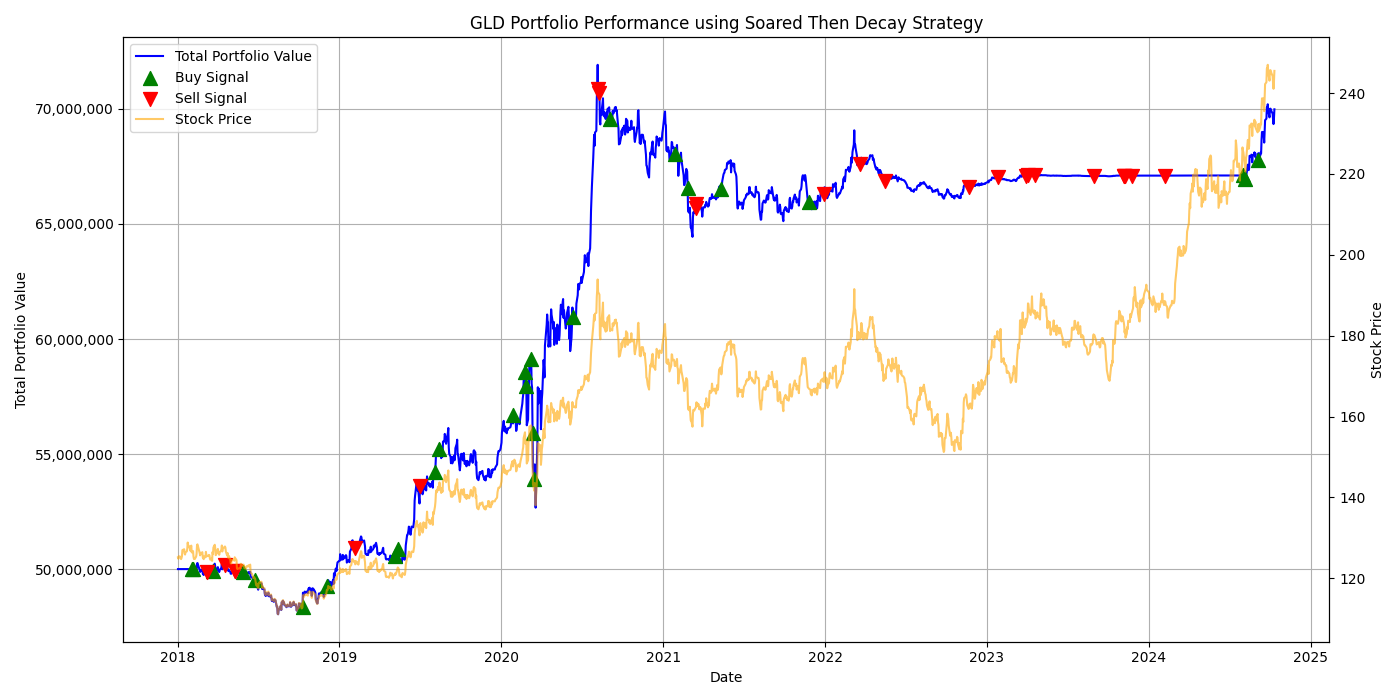 GLD Portfolio Performance using Soared Then Decay Strategy
Total Portfolio Value
Buy Signal
Sell Signal
Stock Price
70,000,000
65,000,000
60,000,000
55,000,000
50,000,000
Total Portfolio Value
240
220
200
180
160
140
120
Stock Price
2018
2019
2020
2021
2022
2023
2024
2025
Date